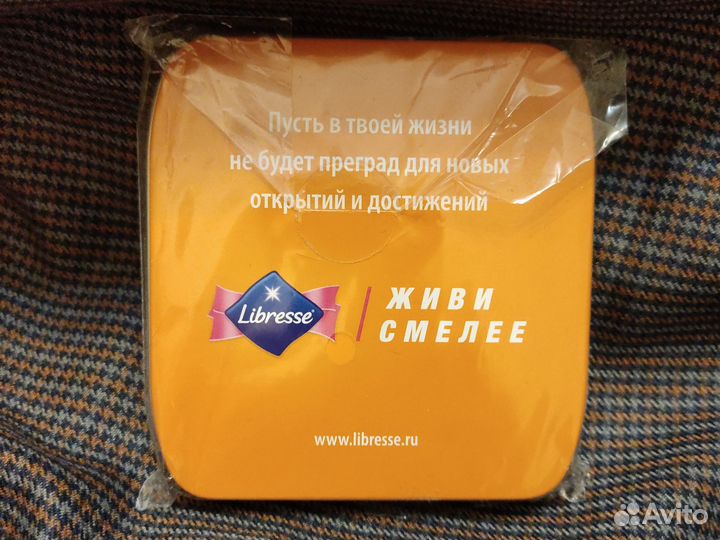 Пусть в твоей жизни
не будет преград для новых
открытий и достижений
Libresse
ЖИВИ
СМЕЛЕЕ
www.libresse.ru
Avito